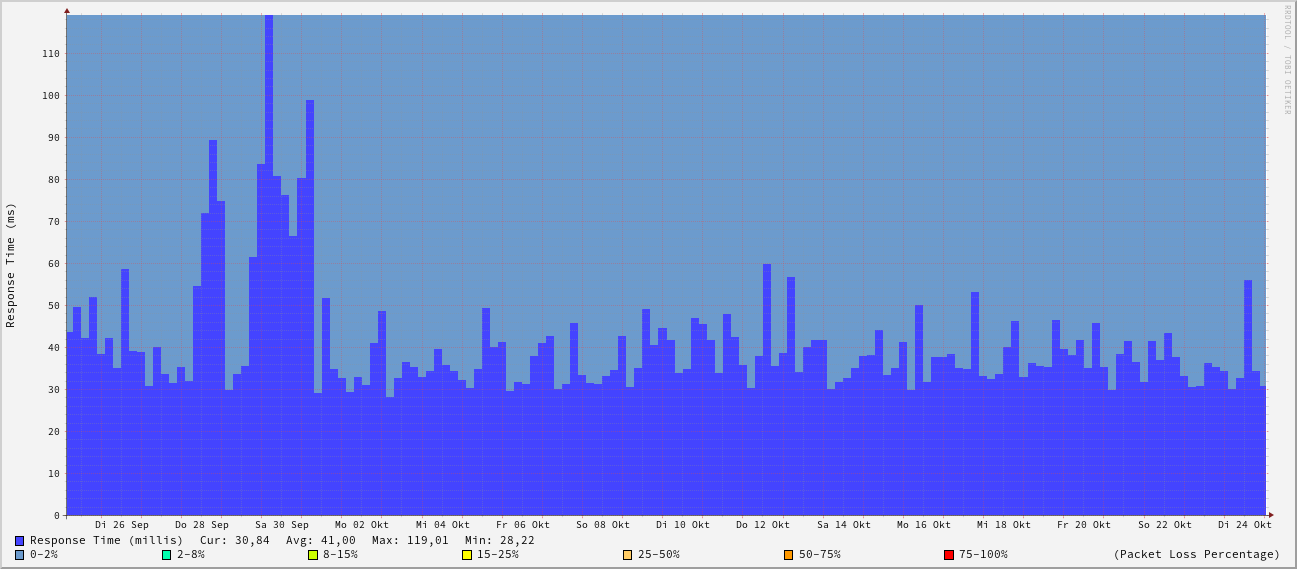 RRDTOOL / TOBI OETIKER
Response Time (ms)
110
100
90
80
70
60
50
40
30
20
10
0
Di 26 Sep Do 28 Sep Sa 30 Sep Mo 02 Okt Mi 04 Okt Fr 06 Okt So 08 Okt Di 10 Okt Do 12 Okt Sa 14 Okt Mo 16 Okt Mi 18 Okt Fr 20 Okt So 22 Okt Di 24 Okt
Response Time (millis) Cur: 30,84 Avg: 41,00 Max: 119,01 Min: 28,22
0-2% 2-8% 8-15% 15-25% 25-50% 50-75% 75-100% (Packet Loss Percentage)